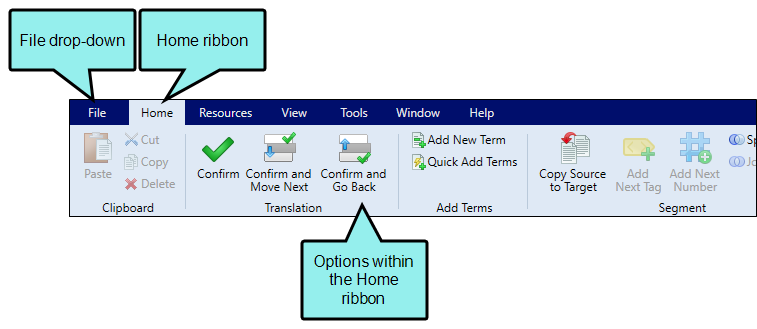 File drop-down
Home ribbon
File Home Resources View Tools Window Help
Paste
Cut
Copy
Delete
Clipboard
Confirm
Confirm and
Move Next
Confirm and
Go Back
Translation
Add New Term
Quick Add Terms
Add Terms
Copy Source
to Target
Add
Next Tag
Add Next
Number
Sp
Jo
Segment
Options within
the Home
ribbon